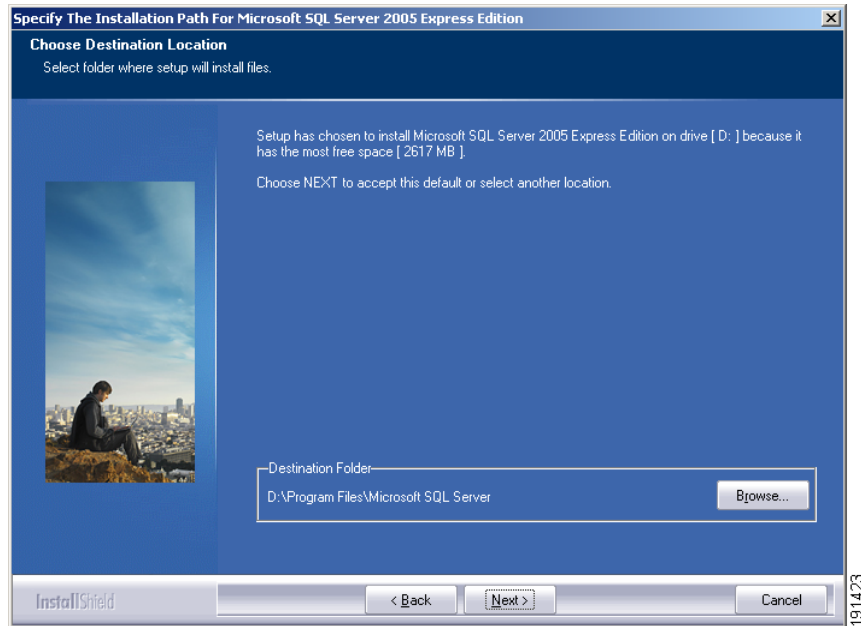 Specify The Installation Path For Microsoft SQL Server 2005 Express Edition
Choose Destination Location
Select folder where setup will install files.
Setup has chosen to install Microsoft SQL Server 2005 Express Edition on drive [ D: ] because it
has the most free space [ 2617 MB ].
Choose NEXT to accept this default or select another location.
Destination Folder
D:\Program Files\Microsoft SQL Server
Browse...
InstallShield
< Back
Next >
Cancel
191423